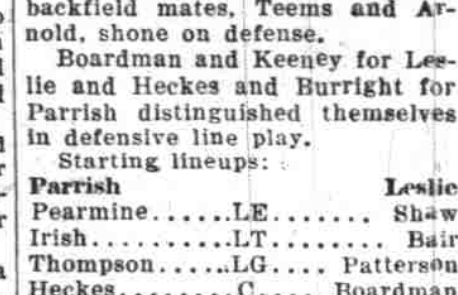 backfield mates, Teems and Ar-
nold, shone on defense.
Boardman and Keeney for Les-
lie and Heckes and Burright for
Parrish distinguished themselves
in defensive line play.
Starting lineups:
Parrish Leslie
Pearmine......LE....... Shaw
Irish..........LT....... Bair
Thompson.....LG.... Patterson
Heckes........C.... Boardman